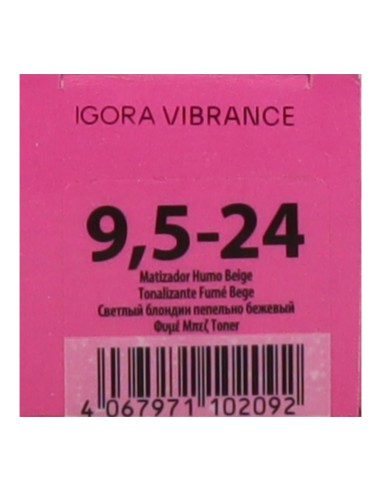 IGORA VIBRANCE
9,5-24
Matizador Humo Beige
Tonalizante Fumé Bege
Светлый блондин пепельно бежевый
Φυμέ Μπεζ Toner
4 067971 102092